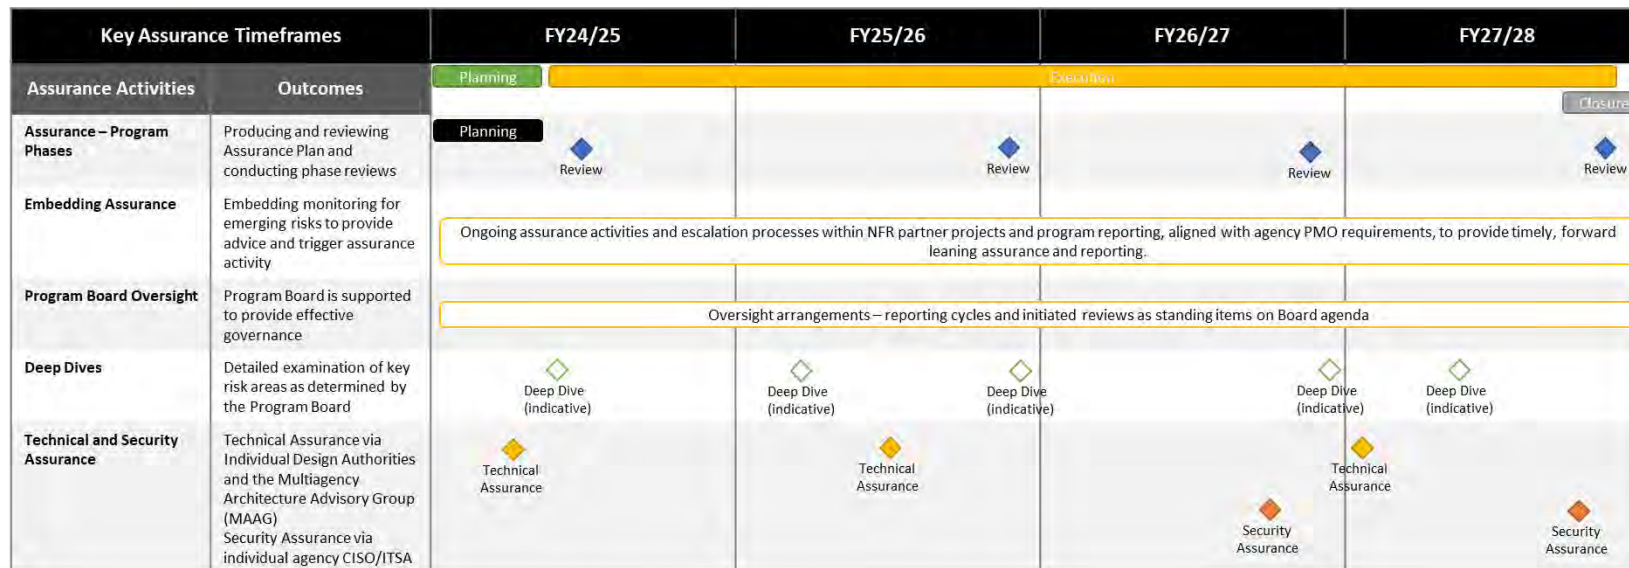 Key Assurance Timeframes
FY24/25
FY25/26
FY26/27
FY27/28
Assurance Activities
Outcomes
Planning
Execution
Closure
Assurance – Program
Phases
Producing and reviewing
Assurance Plan and
conducting phase reviews
Planning
Review
Review
Review
Review
Embedding Assurance
Embedding monitoring for
emerging risks to provide
advice and trigger assurance
activity
Ongoing assurance activities and escalation processes within NFR partner projects and program reporting, aligned with agency PMO requirements, to provide timely, forward
leaning assurance and reporting.
Program Board Oversight
Program Board is supported
to provide effective
governance
Oversight arrangements – reporting cycles and initiated reviews as standing items on Board agenda
Deep Dives
Detailed examination of key
risk areas as determined by
the Program Board
Deep Dive
(indicative)
Deep Dive
(indicative)
Deep Dive
(indicative)
Deep Dive
(indicative)
Deep Dive
(indicative)
Technical and Security
Assurance
Technical Assurance via
Individual Design Authorities
and the Multiagency
Architecture Advisory Group
(MAAG)
Security Assurance via
individual agency CISO/ITSA
Technical
Assurance
Technical
Assurance
Technical
Assurance
Security
Assurance
Security
Assurance